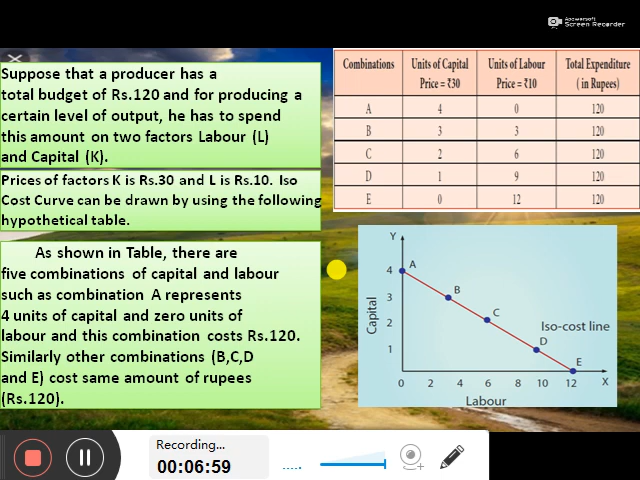 Apowersoft
Screen Recorder
Suppose that a producer has a
total budget of Rs.120 and for producing a
certain level of output, he has to spend
this amount on two factors Labour (L)
and Capital (K).
Prices of factors K is Rs.30 and L is Rs.10. Iso
Cost Curve can be drawn by using the following
hypothetical table.
As shown in Table, there are
five combinations of capital and labour
such as combination A represents
4 units of capital and zero units of
labour and this combination costs Rs.120.
Similarly other combinations (B,C,D
and E) cost same amount of rupees
(Rs.120).
Combinations Units of Capital Units of Labour Total Expenditure
Price = ₹30 Price = ₹10 ( in Rupees)
A 4 0 120
B 3 3 120
C 2 6 120
D 1 9 120
E 0 12 120
Y
4 A
3 B
2 C
Iso-cost line
1 D
E
0 2 4 6 8 10 12 X
Capital
Labour
Recording...
00:06:59